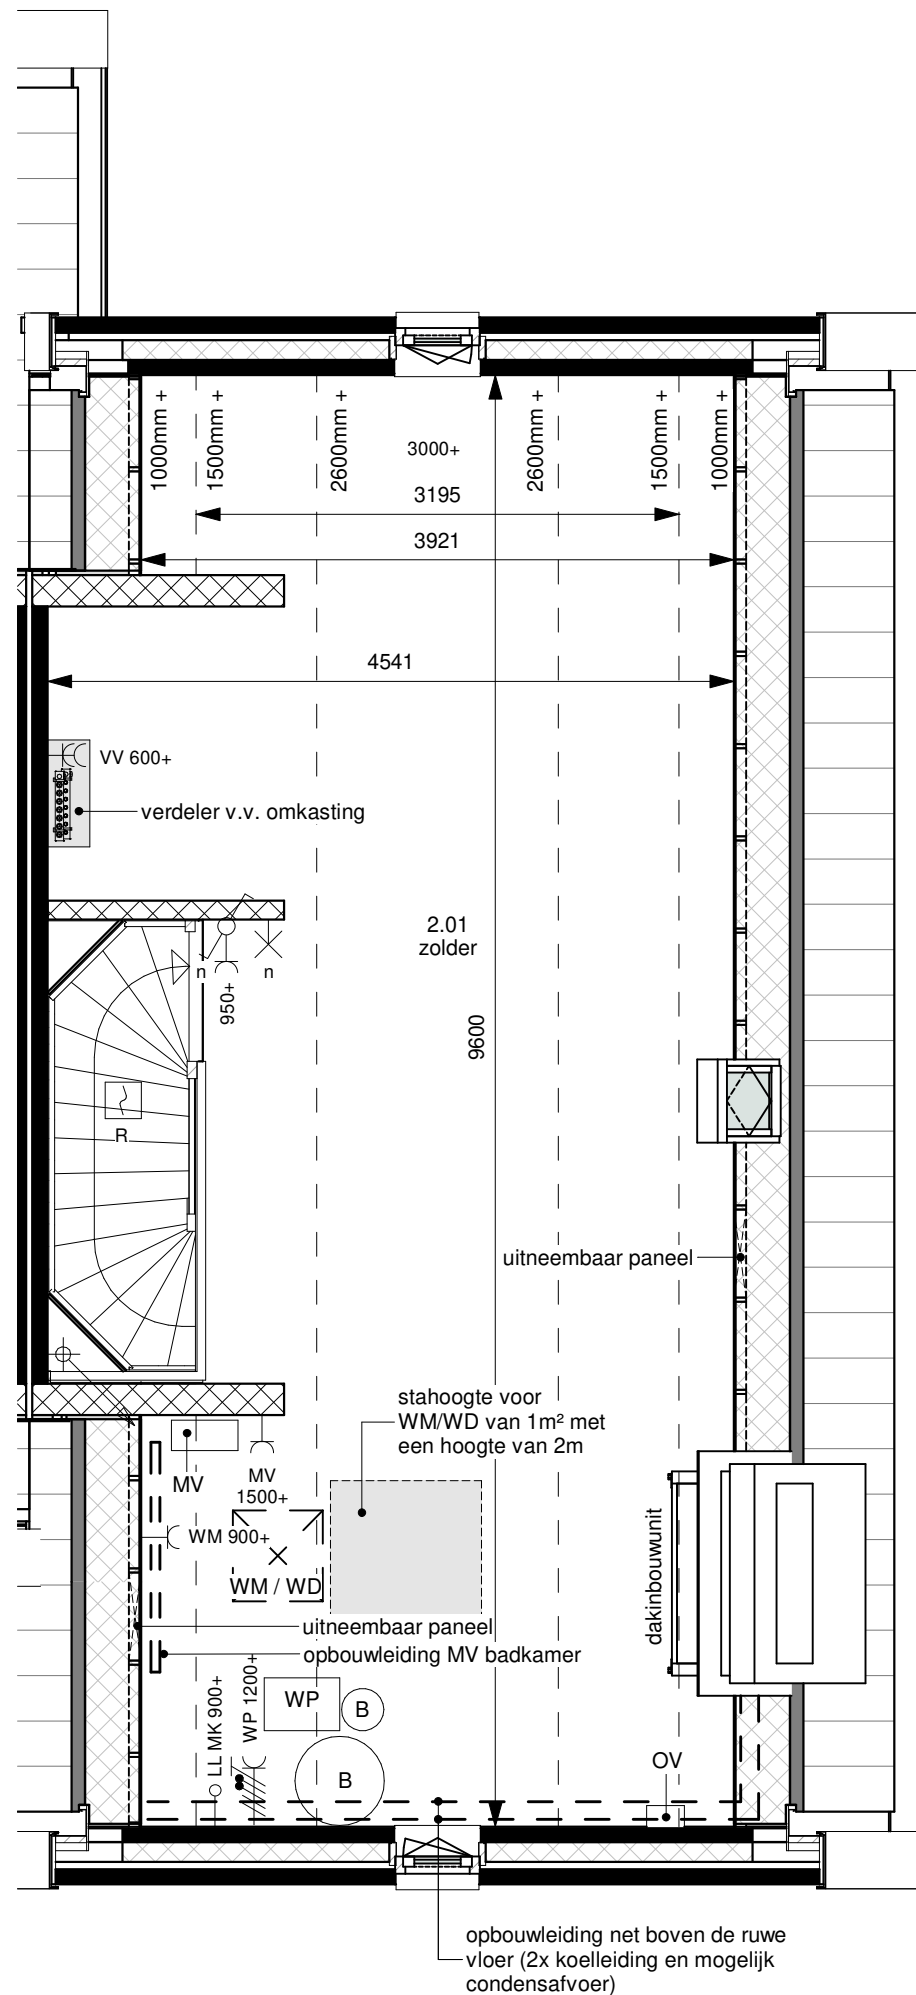 1000mm +
1500mm +
2600mm +
3000+
2600mm +
1500mm +
1000mm +
3195
3921
4541
VV 600+
verdeler v.v. omkasting
2.01
zolder
n
950+
n
9600
R
uitneembaar paneel
stahoogte voor
WM/WD van 1m² met
een hoogte van 2m
MV
MV
1500+
WM 900+
WM / WD
dakinbouwunit
uitneembaar paneel
opbouwleiding MV badkamer
LL MK 900+
WP 1200+
WP
B
B
OV
opbouwleiding net boven de ruwe
vloer (2x koelleiding en mogelijk
condensafvoer)